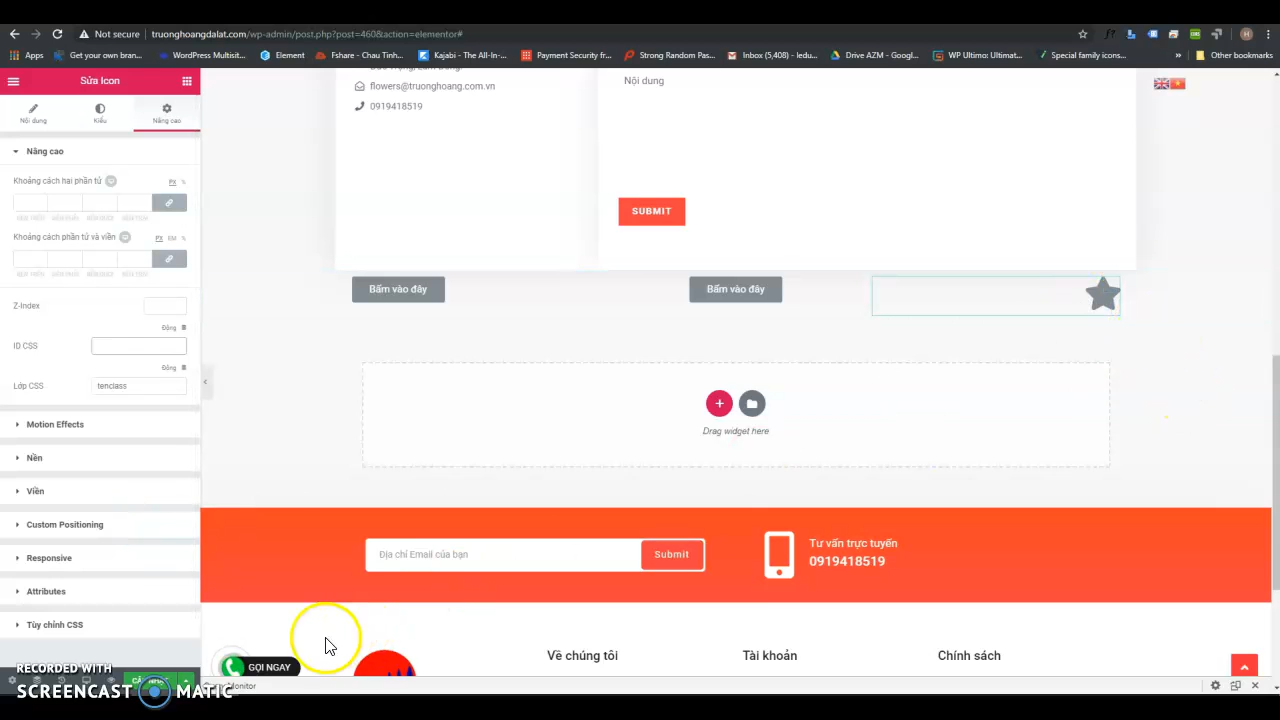 Not secure | truonghoangdalat.com/wp-admin/post.php?post=460&action=elementor#
Apps Get your own bran... WordPress Multisit... Element Fshare - Chau Tinh... Kajabi - The All-In-... Payment Security fr... Strong Random Pas... Inbox (5,408) - ledu... Drive AZM - Googl... WP Ultimo: Ultimat... Special family icons... » Other bookmarks
Sửa Icon
Nội dung Kiểu Nâng cao
Nâng cao
Khoảng cách hai phần tử PX %
Khoảng cách phần tử và viền PX EM %
Z-Index
Động
ID CSS
Động
Lớp CSS tenclass
Motion Effects
Nền
Viền
Custom Positioning
Responsive
Attributes
Tùy chỉnh CSS
flowers@truonghoang.com.vn
0919418519
Nội dung
SUBMIT
Bấm vào đây Bấm vào đây
Drag widget here
Địa chỉ Email của bạn Submit
Tư vấn trực tuyến
0919418519
Về chúng tôi Tài khoản Chính sách
GỌI NGAY
RECORDED WITH
SCREENCAST MATIC
Monitor